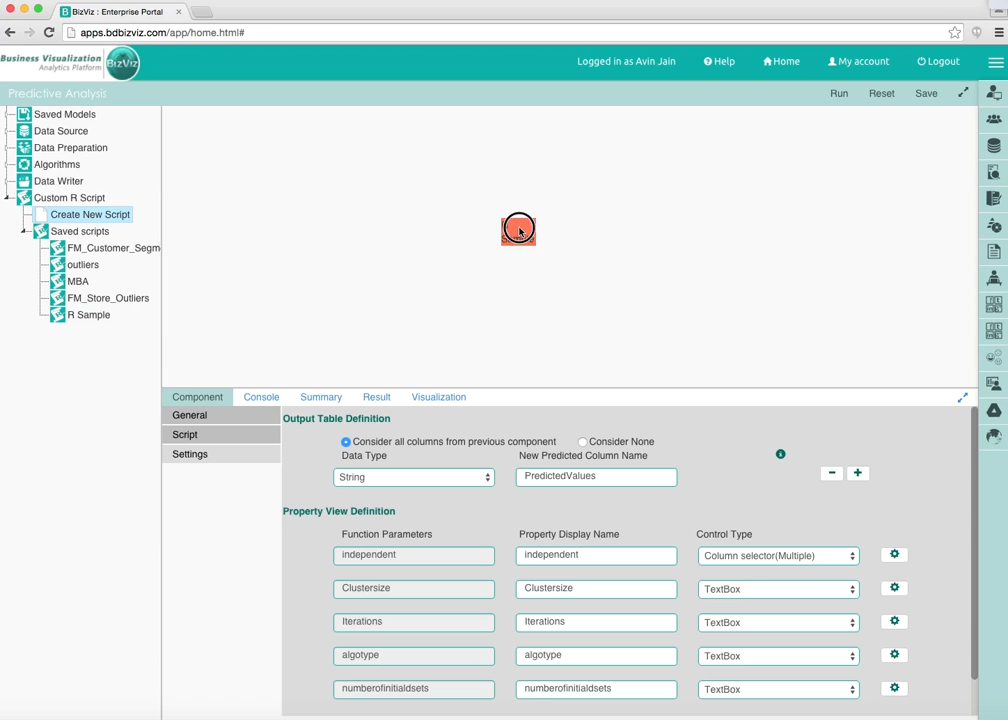 BizViz : Enterprise Portal
apps.bdbizviz.com/app/home.html#
Business Visualization
Analytics Platform
BizViz
Logged in as Avin Jain
Help
Home
My account
Logout
Predictive Analysis
Run
Reset
Save
Saved Models
Data Source
Data Preparation
Algorithms
Data Writer
Custom R Script
Create New Script
Saved scripts
FM_Customer_Segm
outliers
MBA
FM_Store_Outliers
R Sample
Component
Console
Summary
Result
Visualization
General
Script
Settings
Output Table Definition
Consider all columns from previous component
Consider None
Data Type
New Predicted Column Name
String
PredictedValues
Property View Definition
Function Parameters
Property Display Name
Control Type
independent
independent
Column selector(Multiple)
Clustersize
Clustersize
TextBox
Iterations
Iterations
TextBox
algotype
algotype
TextBox
numberofinitialdsets
numberofinitialdsets
TextBox